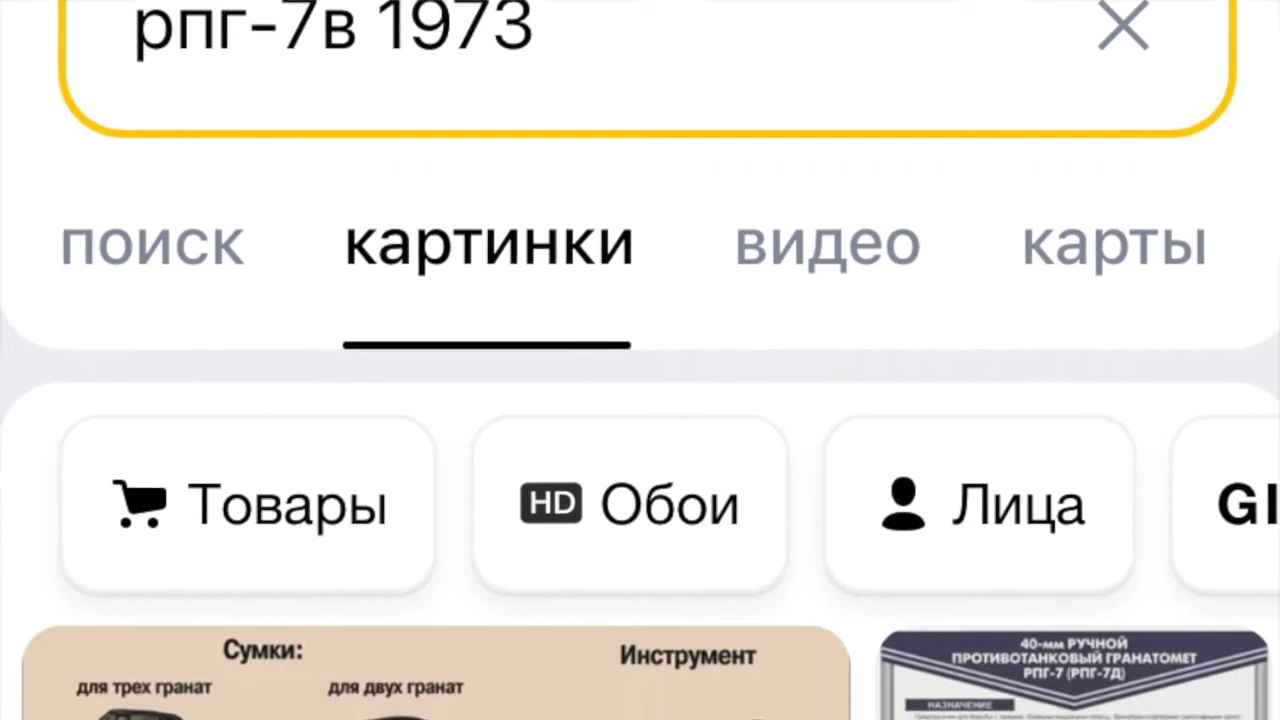 рпг-7в 1973
поиск картинки видео карты
Товары HD Обои Лица GI
Сумки: Инструмент
для трех гранат для двух гранат
40-мм РУЧНОЙ
ПРОТИВОТАНКОВЫЙ ГРАНАТОМЕТ
РПГ-7 (РПГ-7Д)
НАЗНАЧЕНИЕ